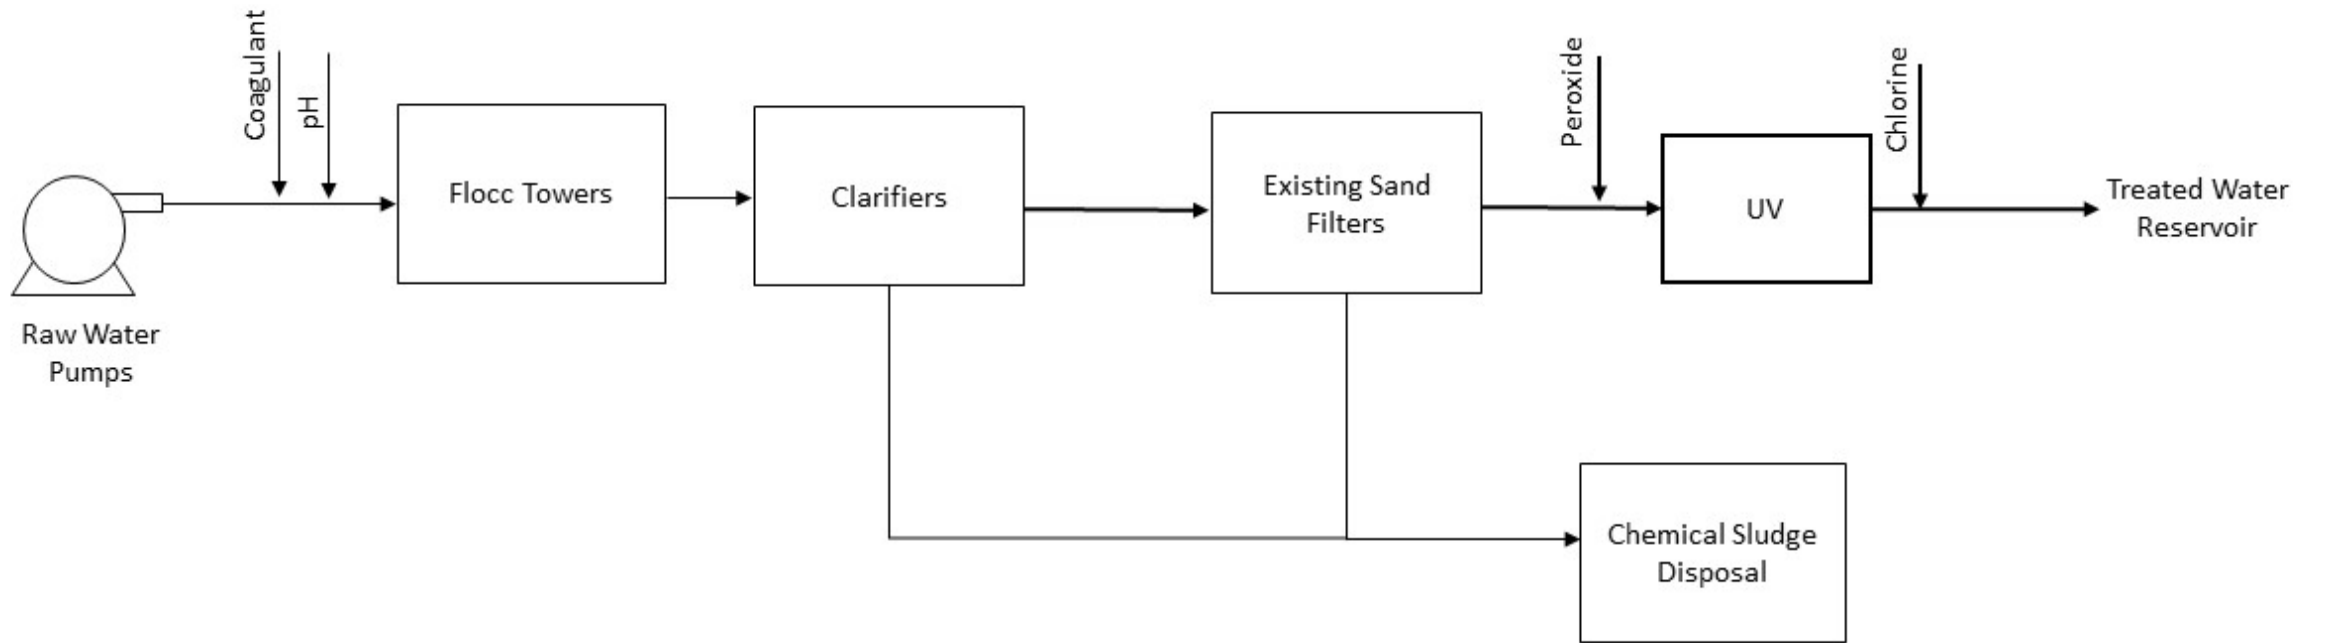 Coagulant
pH
Flocc Towers
Clarifiers
Existing Sand
Filters
Peroxide
UV
Chlorine
Treated Water
Reservoir
Raw Water
Pumps
Chemical Sludge
Disposal